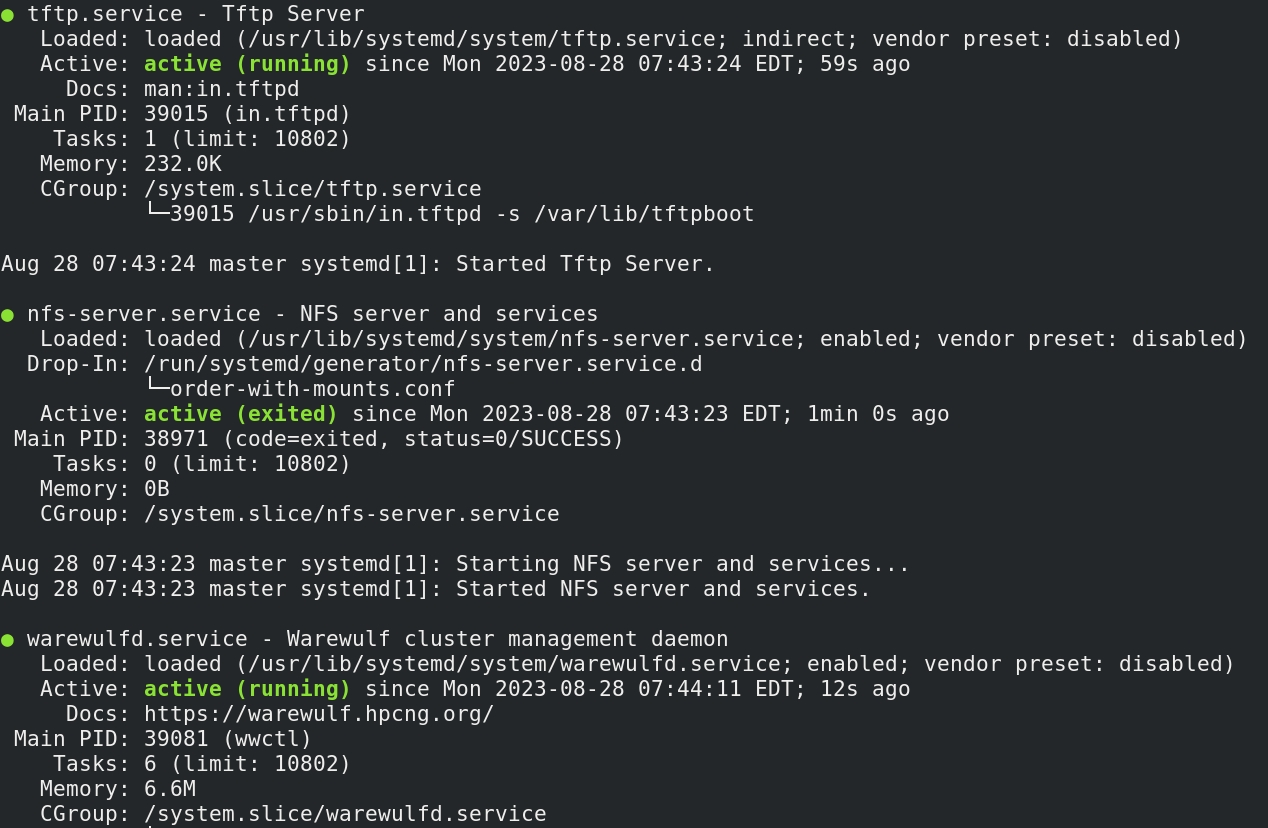 ● tftp.service - Tftp Server
   Loaded: loaded (/usr/lib/systemd/system/tftp.service; indirect; vendor preset: disabled)
   Active: active (running) since Mon 2023-08-28 07:43:24 EDT; 59s ago
     Docs: man:in.tftpd
 Main PID: 39015 (in.tftpd)
    Tasks: 1 (limit: 10802)
   Memory: 232.0K
   CGroup: /system.slice/tftp.service
           └─39015 /usr/sbin/in.tftpd -s /var/lib/tftpboot

Aug 28 07:43:24 master systemd[1]: Started Tftp Server.

● nfs-server.service - NFS server and services
   Loaded: loaded (/usr/lib/systemd/system/nfs-server.service; enabled; vendor preset: disabled)
  Drop-In: /run/systemd/generator/nfs-server.service.d
           └─order-with-mounts.conf
   Active: active (exited) since Mon 2023-08-28 07:43:23 EDT; 1min 0s ago
 Main PID: 38971 (code=exited, status=0/SUCCESS)
    Tasks: 0 (limit: 10802)
   Memory: 0B
   CGroup: /system.slice/nfs-server.service

Aug 28 07:43:23 master systemd[1]: Starting NFS server and services...
Aug 28 07:43:23 master systemd[1]: Started NFS server and services.

● warewulfd.service - Warewulf cluster management daemon
   Loaded: loaded (/usr/lib/systemd/system/warewulfd.service; enabled; vendor preset: disabled)
   Active: active (running) since Mon 2023-08-28 07:44:11 EDT; 12s ago
     Docs: https://warewulf.hpcng.org/
 Main PID: 39081 (wwctl)
    Tasks: 6 (limit: 10802)
   Memory: 6.6M
   CGroup: /system.slice/warewulfd.service